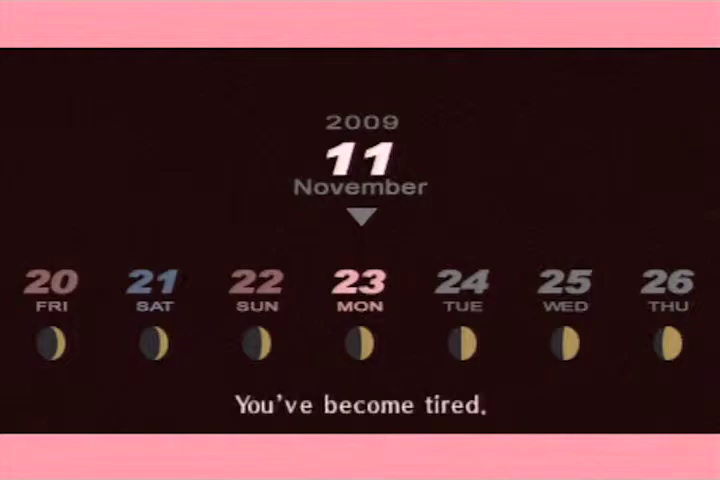 2009
11
November
20 21 22 23 24 25 26
FRI SAT SUN MON TUE WED THU
You've become tired.